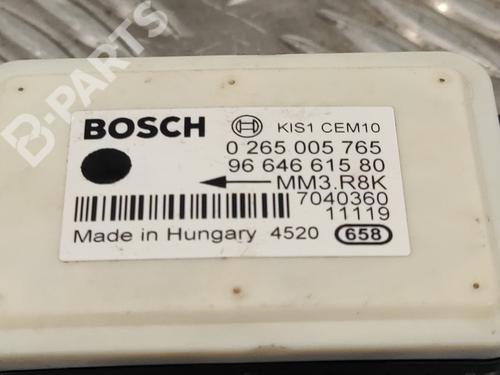 B-PARTS
BOSCH KIS1 CEM10
0 265 005 765
96 646 615 80
MM3.R8K
7040360
11119
Made in Hungary 4520 658